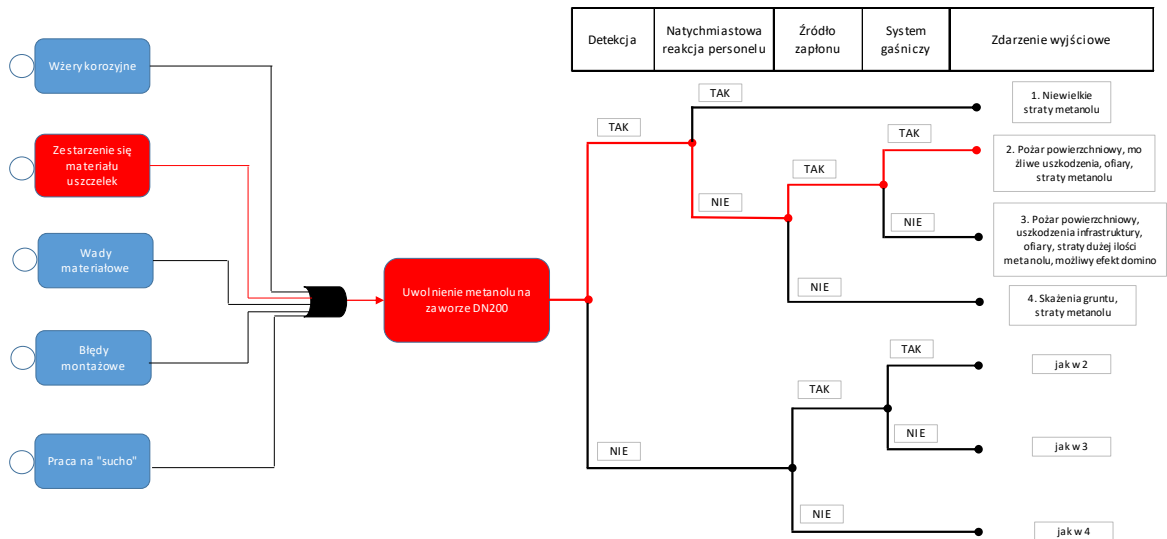 Detekcja
Natychmiastowa
reakcja personelu
Źródło
zapłonu
System
gaśniczy
Zdarzenie wyjściowe
Wżery korozyjne
Zestarzenie się
materiału
uszczelek
Wady
materiałowe
Błędy
montażowe
Praca na "sucho"
Uwolnienie metanolu na
zaworze DN200
TAK
NIE
TAK
NIE
TAK
NIE
TAK
NIE
TAK
NIE
TAK
NIE
1. Niewielkie
straty metanolu
2. Pożar powierzchniowy, mo
żliwe uszkodzenia, ofiary,
straty metanolu
3. Pożar powierzchniowy,
uszkodzenia infrastruktury,
ofiary, straty dużej ilości
metanolu, możliwy efekt domino
4. Skażenia gruntu,
straty metanolu
jak w 2
jak w 3
jak w 4